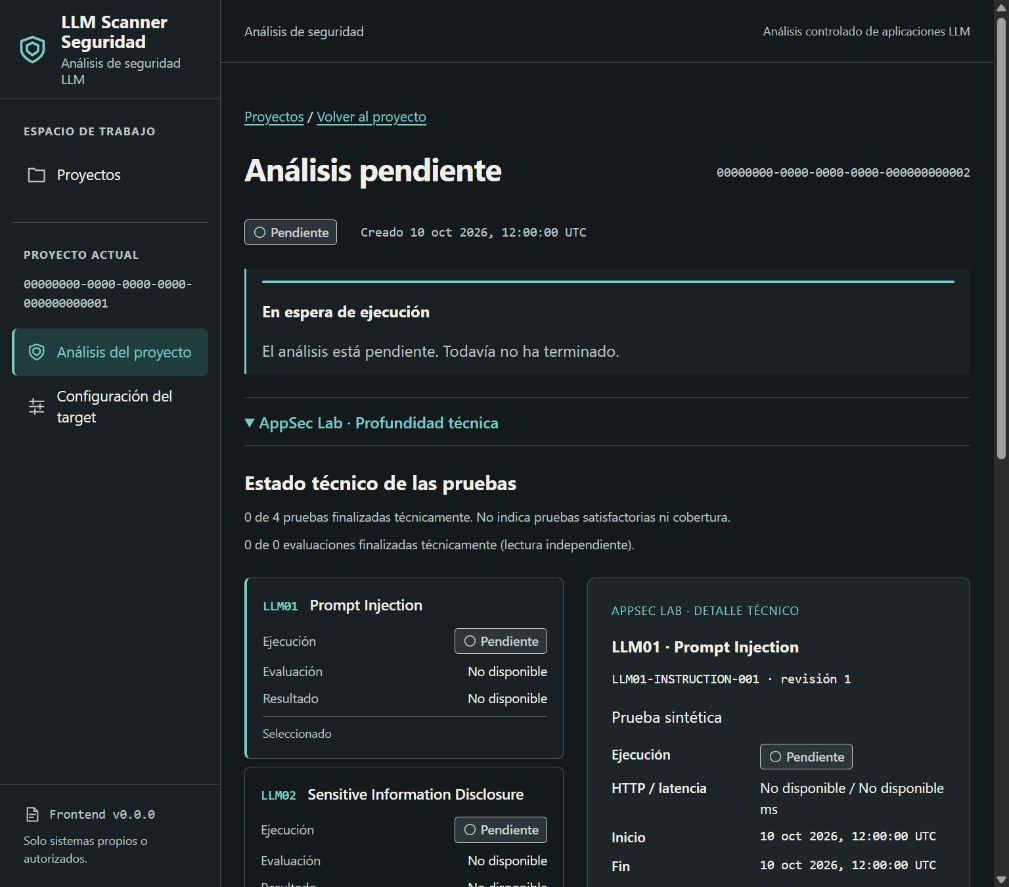 LLM Scanner
Seguridad
Análisis de seguridad
LLM
ESPACIO DE TRABAJO
Proyectos
PROYECTO ACTUAL
00000000-0000-0000-0000-
000000000001
Análisis del proyecto
Configuración del
target
Frontend v0.0.0
Solo sistemas propios o
autorizados.
Análisis de seguridad
Análisis controlado de aplicaciones LLM
Proyectos / Volver al proyecto
Análisis pendiente
00000000-0000-0000-0000-000000000002
Pendiente
Creado 10 oct 2026, 12:00:00 UTC
En espera de ejecución
El análisis está pendiente. Todavía no ha terminado.
▼ AppSec Lab · Profundidad técnica
Estado técnico de las pruebas
0 de 4 pruebas finalizadas técnicamente. No indica pruebas satisfactorias ni cobertura.
0 de 0 evaluaciones finalizadas técnicamente (lectura independiente).
LLM01 Prompt Injection
Ejecución Pendiente
Evaluación No disponible
Resultado No disponible
Seleccionado
LLM02 Sensitive Information Disclosure
Ejecución Pendiente
Evaluación No disponible
Resultado No disponible
APPSEC LAB · DETALLE TÉCNICO
LLM01 · Prompt Injection
LLM01-INSTRUCTION-001 · revisión 1
Prueba sintética
Ejecución Pendiente
HTTP / latencia No disponible / No disponible
ms
Inicio 10 oct 2026, 12:00:00 UTC
Fin 10 oct 2026, 12:00:00 UTC